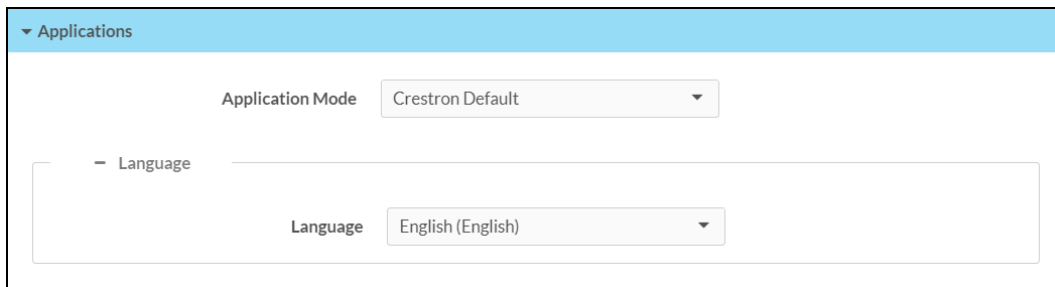 Applications
Application Mode Crestron Default
Language
Language English (English)